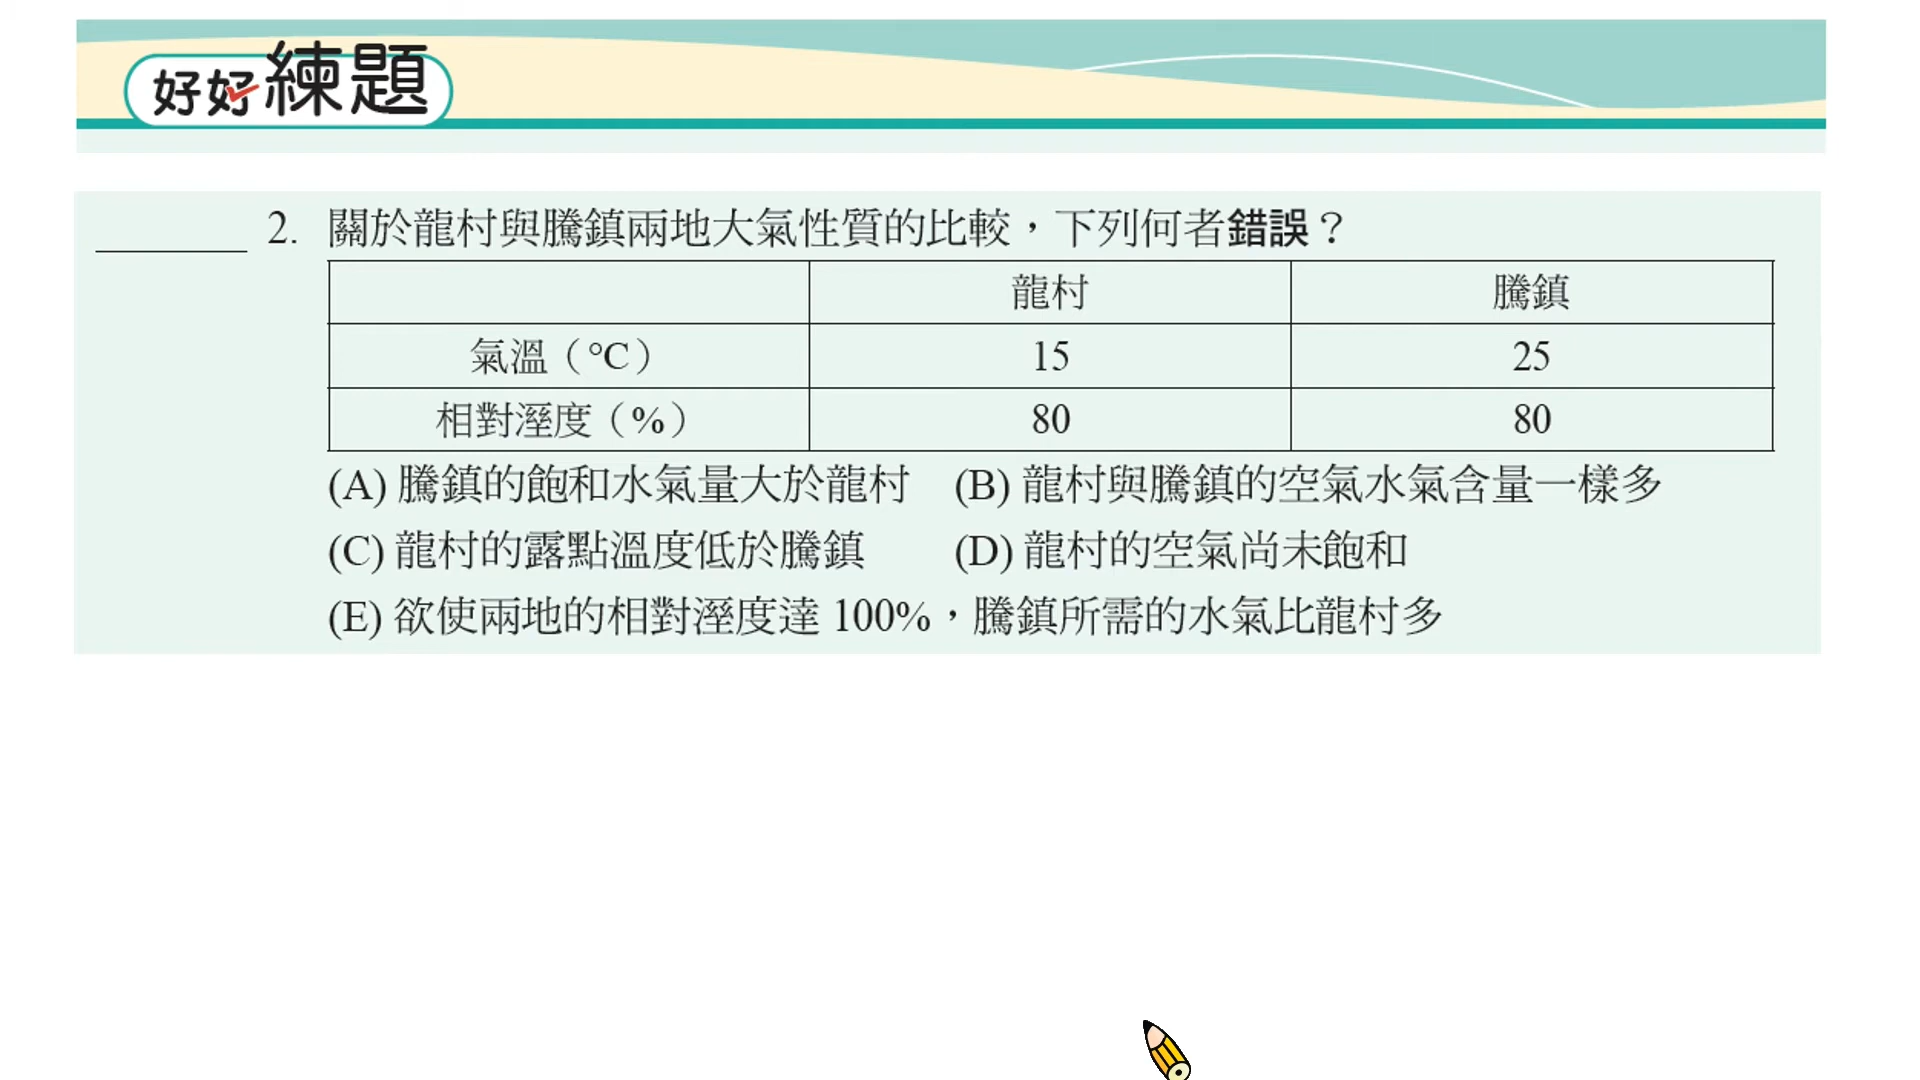 好好練題
2. 關於龍村與騰鎮兩地大氣性質的比較，下列何者錯誤？
龍村 騰鎮
氣溫（℃） 15 25
相對溼度（%） 80 80
(A) 騰鎮的飽和水氣量大於龍村 (B) 龍村與騰鎮的空氣水氣含量一樣多
(C) 龍村的露點溫度低於騰鎮 (D) 龍村的空氣尚未飽和
(E) 欲使兩地的相對溼度達 100%，騰鎮所需的水氣比龍村多